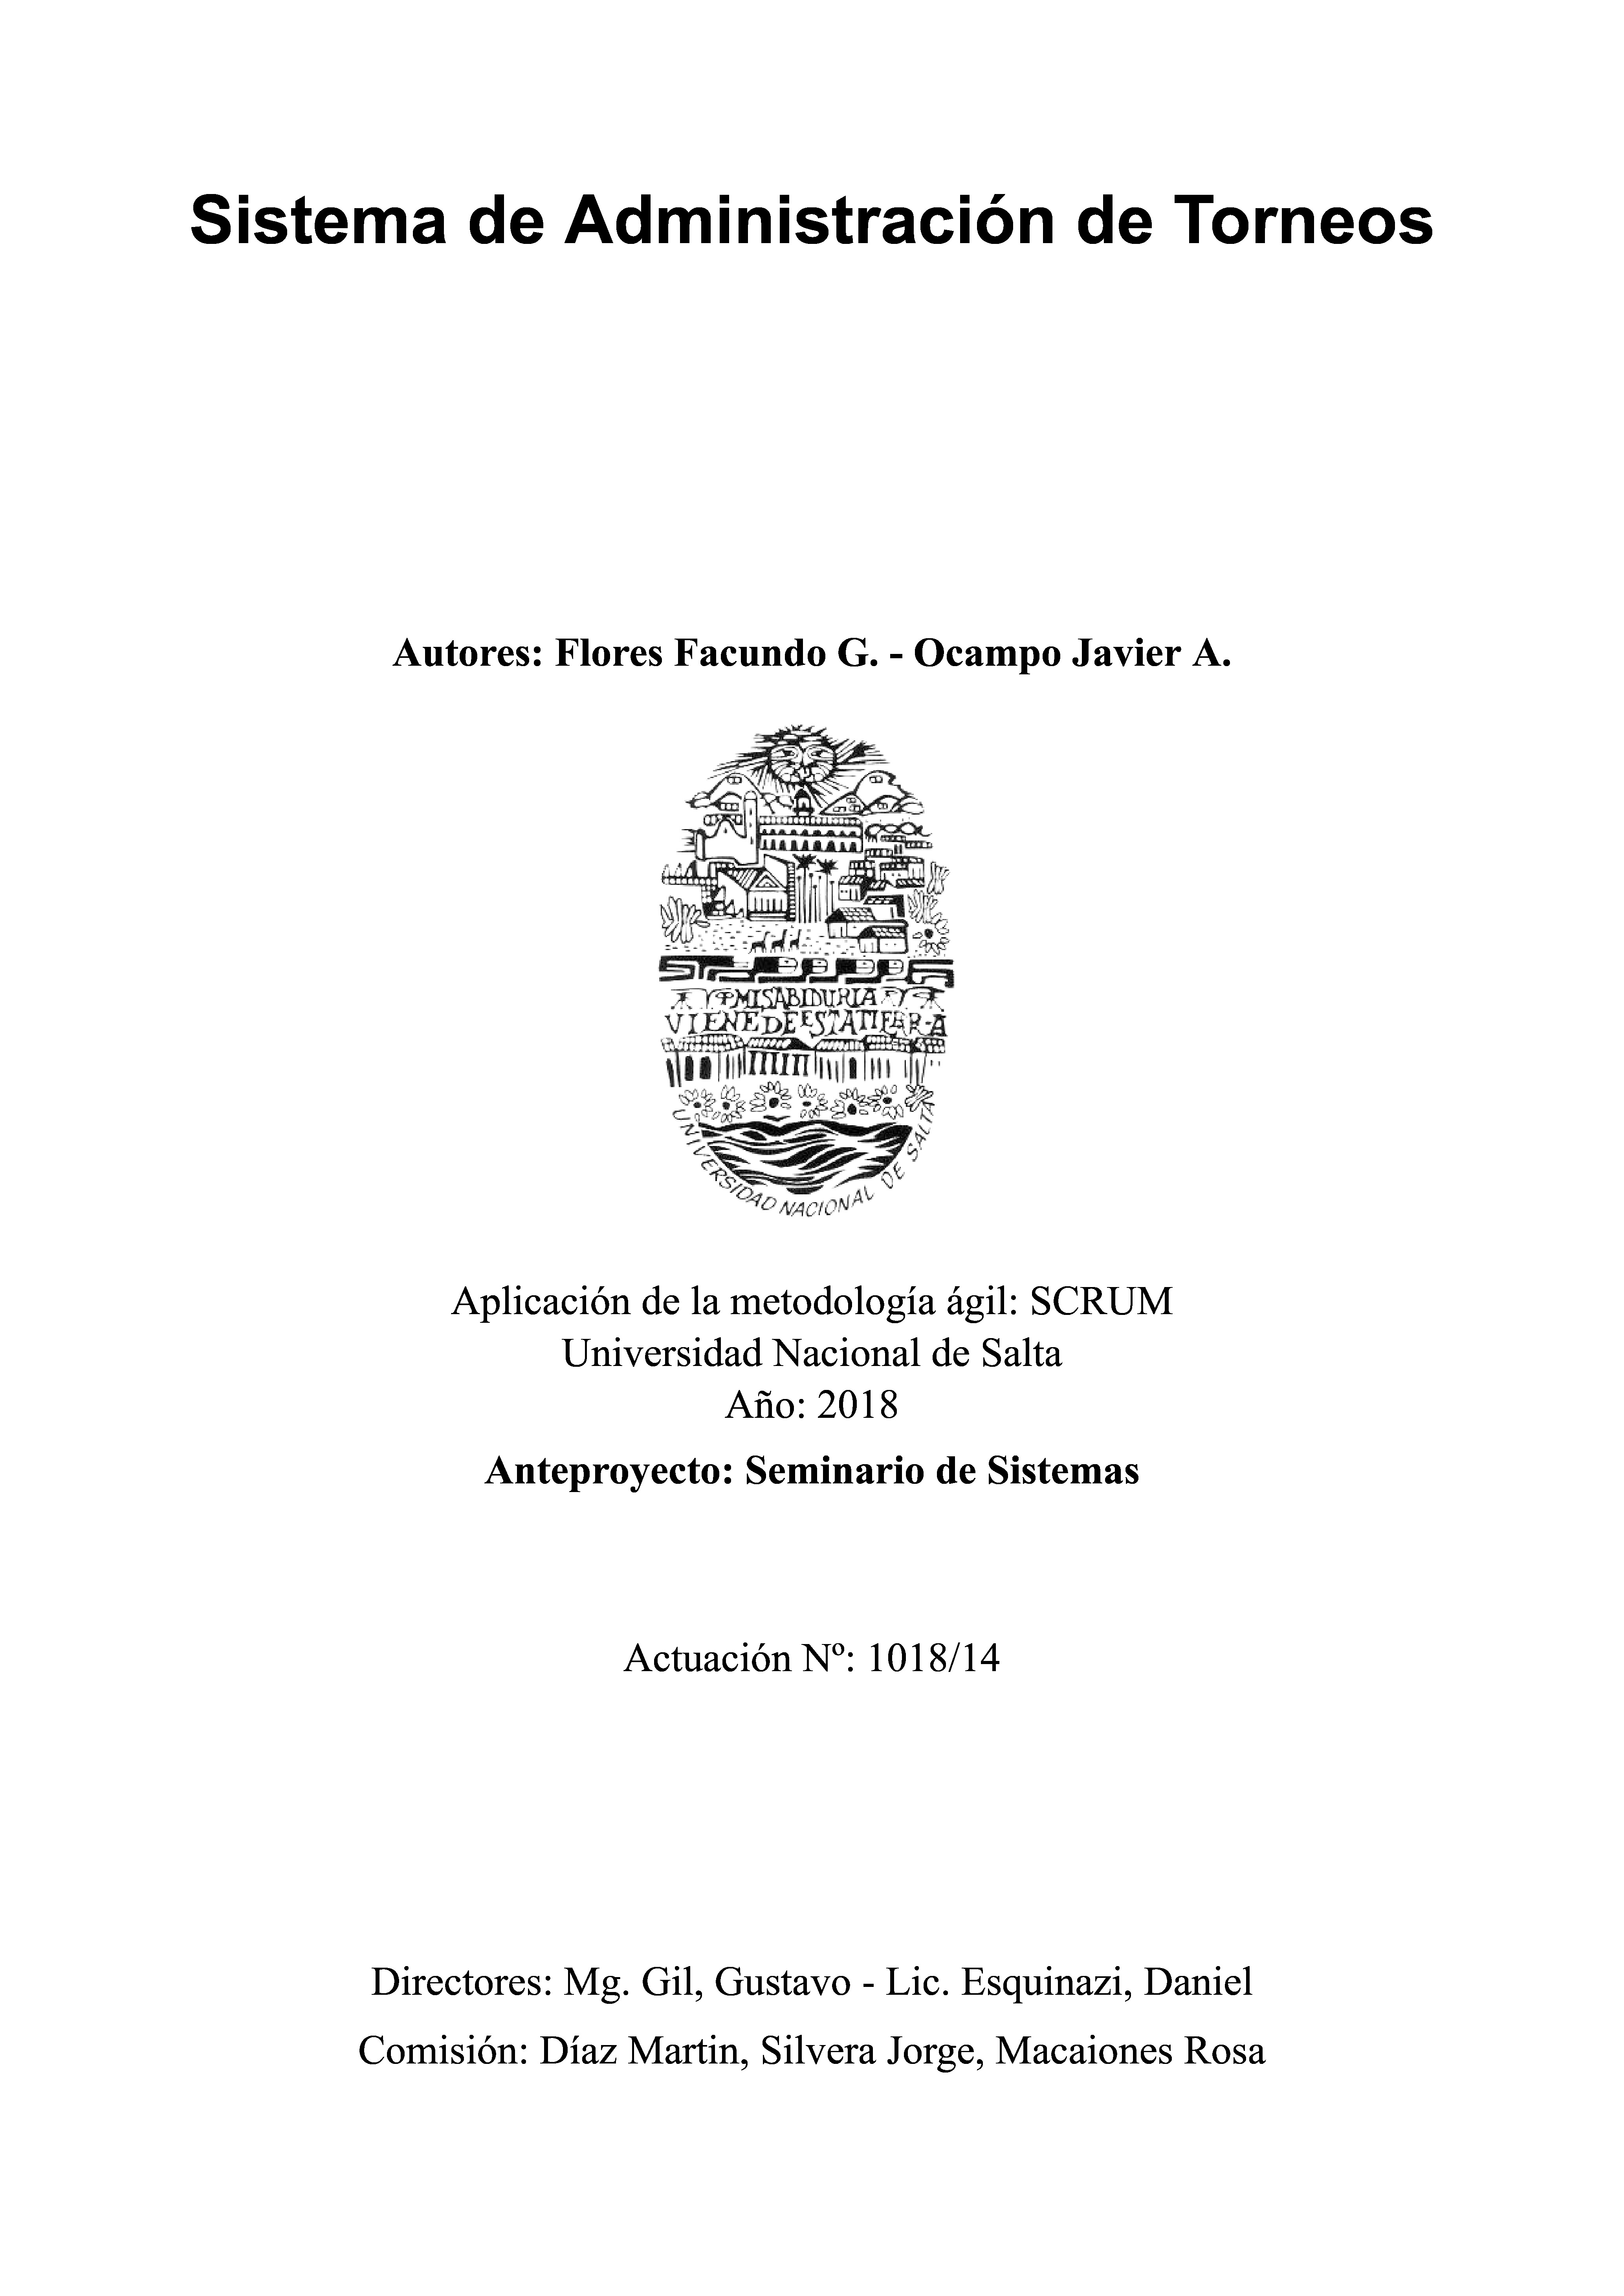 Sistema de Administración de Torneos
Autores: Flores Facundo G. - Ocampo Javier A.
MI SABIDURIA
VIENE DE ESTA TIERRA
UNIVERSIDAD NACIONAL DE SALTA
Aplicación de la metodología ágil: SCRUM
Universidad Nacional de Salta
Año: 2018
Anteproyecto: Seminario de Sistemas
Actuación Nº: 1018/14
Directores: Mg. Gil, Gustavo - Lic. Esquinazi, Daniel
Comisión: Díaz Martin, Silvera Jorge, Macaiones Rosa